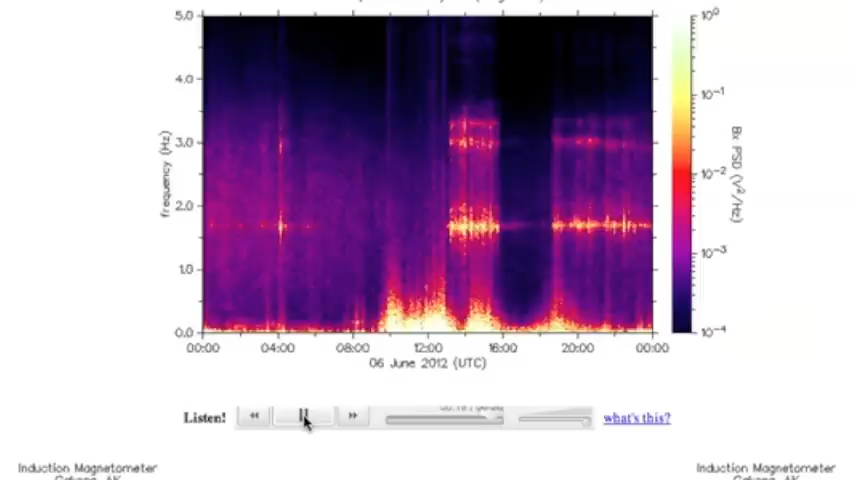 5.0
4.0
3.0
2.0
1.0
0.0
frequency (Hz)
00:00 04:00 08:00 12:00 16:00 20:00 00:00
06 June 2012 (UTC)
10⁰
10⁻¹
10⁻²
10⁻³
10⁻⁴
Bx PSD (V²/Hz)
Listen!
what's this?
Induction Magnetometer
Induction Magnetometer